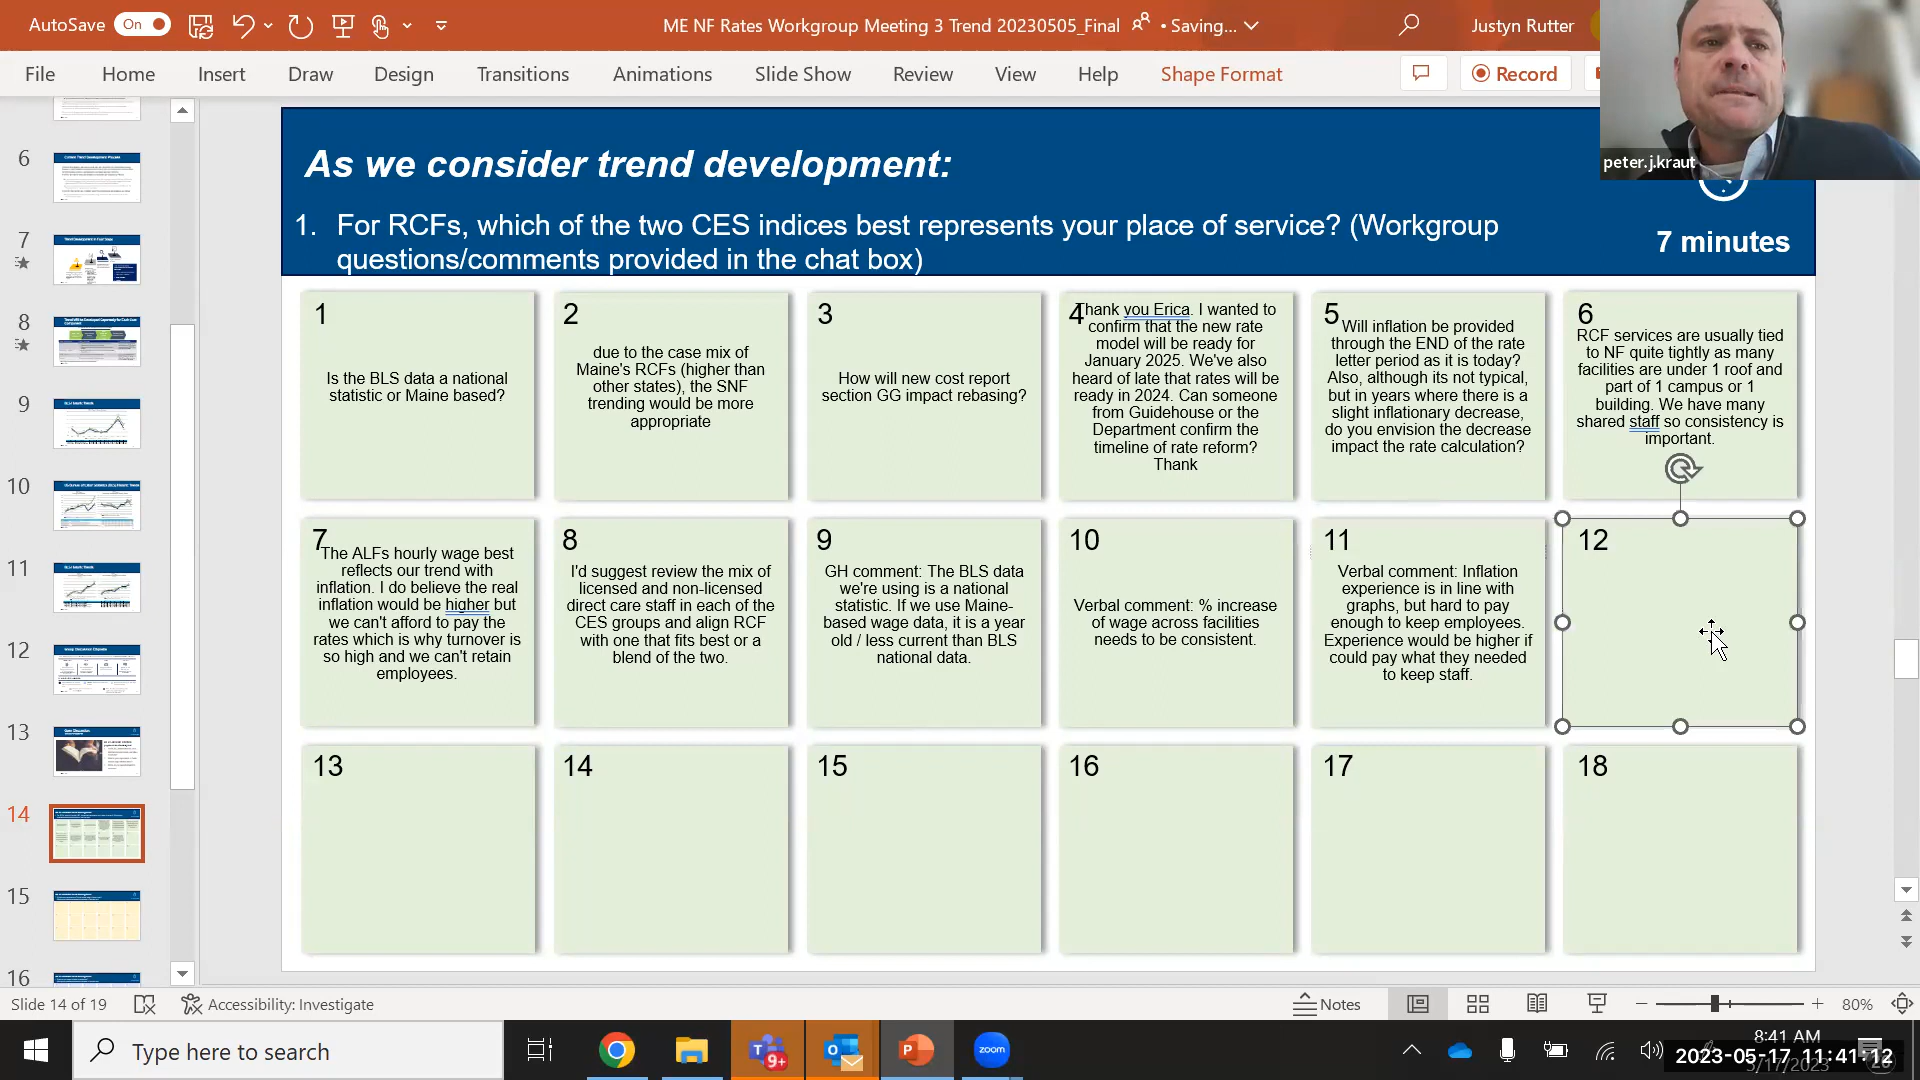 AutoSave On ME NF Rates Workgroup Meeting 3 Trend 20230505_Final • Saving... Justyn Rutter
File Home Insert Draw Design Transitions Animations Slide Show Review View Help Shape Format Record
peter.j.kraut
As we consider trend development:
1. For RCFs, which of the two CES indices best represents your place of service? (Workgroup
questions/comments provided in the chat box)
7 minutes
1
Is the BLS data a national
statistic or Maine based?
2
due to the case mix of
Maine's RCFs (higher than
other states), the SNF
trending would be more
appropriate
3
How will new cost report
section GG impact rebasing?
4
Thank you Erica. I wanted to
confirm that the new rate
model will be ready for
January 2025. We've also
heard of late that rates will be
ready in 2024. Can someone
from Guidehouse or the
Department confirm the
timeline of rate reform?
Thank
5
Will inflation be provided
through the END of the rate
letter period as it is today?
Also, although its not typical,
but in years where there is a
slight inflationary decrease,
do you envision the decrease
impact the rate calculation?
6
RCF services are usually tied
to NF quite tightly as many
facilities are under 1 roof and
part of 1 campus or 1
building. We have many
shared staff so consistency is
important.
7
The ALFs hourly wage best
reflects our trend with
inflation. I do believe the real
inflation would be higher but
we can't afford to pay the
rates which is why turnover is
so high and we can't retain
employees.
8
I'd suggest review the mix of
licensed and non-licensed
direct care staff in each of the
CES groups and align RCF
with one that fits best or a
blend of the two.
9
GH comment: The BLS data
we're using is a national
statistic. If we use Maine-
based wage data, it is a year
old / less current than BLS
national data.
10
Verbal comment: % increase
of wage across facilities
needs to be consistent.
11
Verbal comment: Inflation
experience is in line with
graphs, but hard to pay
enough to keep employees.
Experience would be higher if
could pay what they needed
to keep staff.
12
13
14
15
16
17
18
6
7
8
9
10
11
12
13
14
15
16
Slide 14 of 19 Accessibility: Investigate Notes 80%
Type here to search
9+
zoom
8:41 AM
2023-05-17 11:41:12